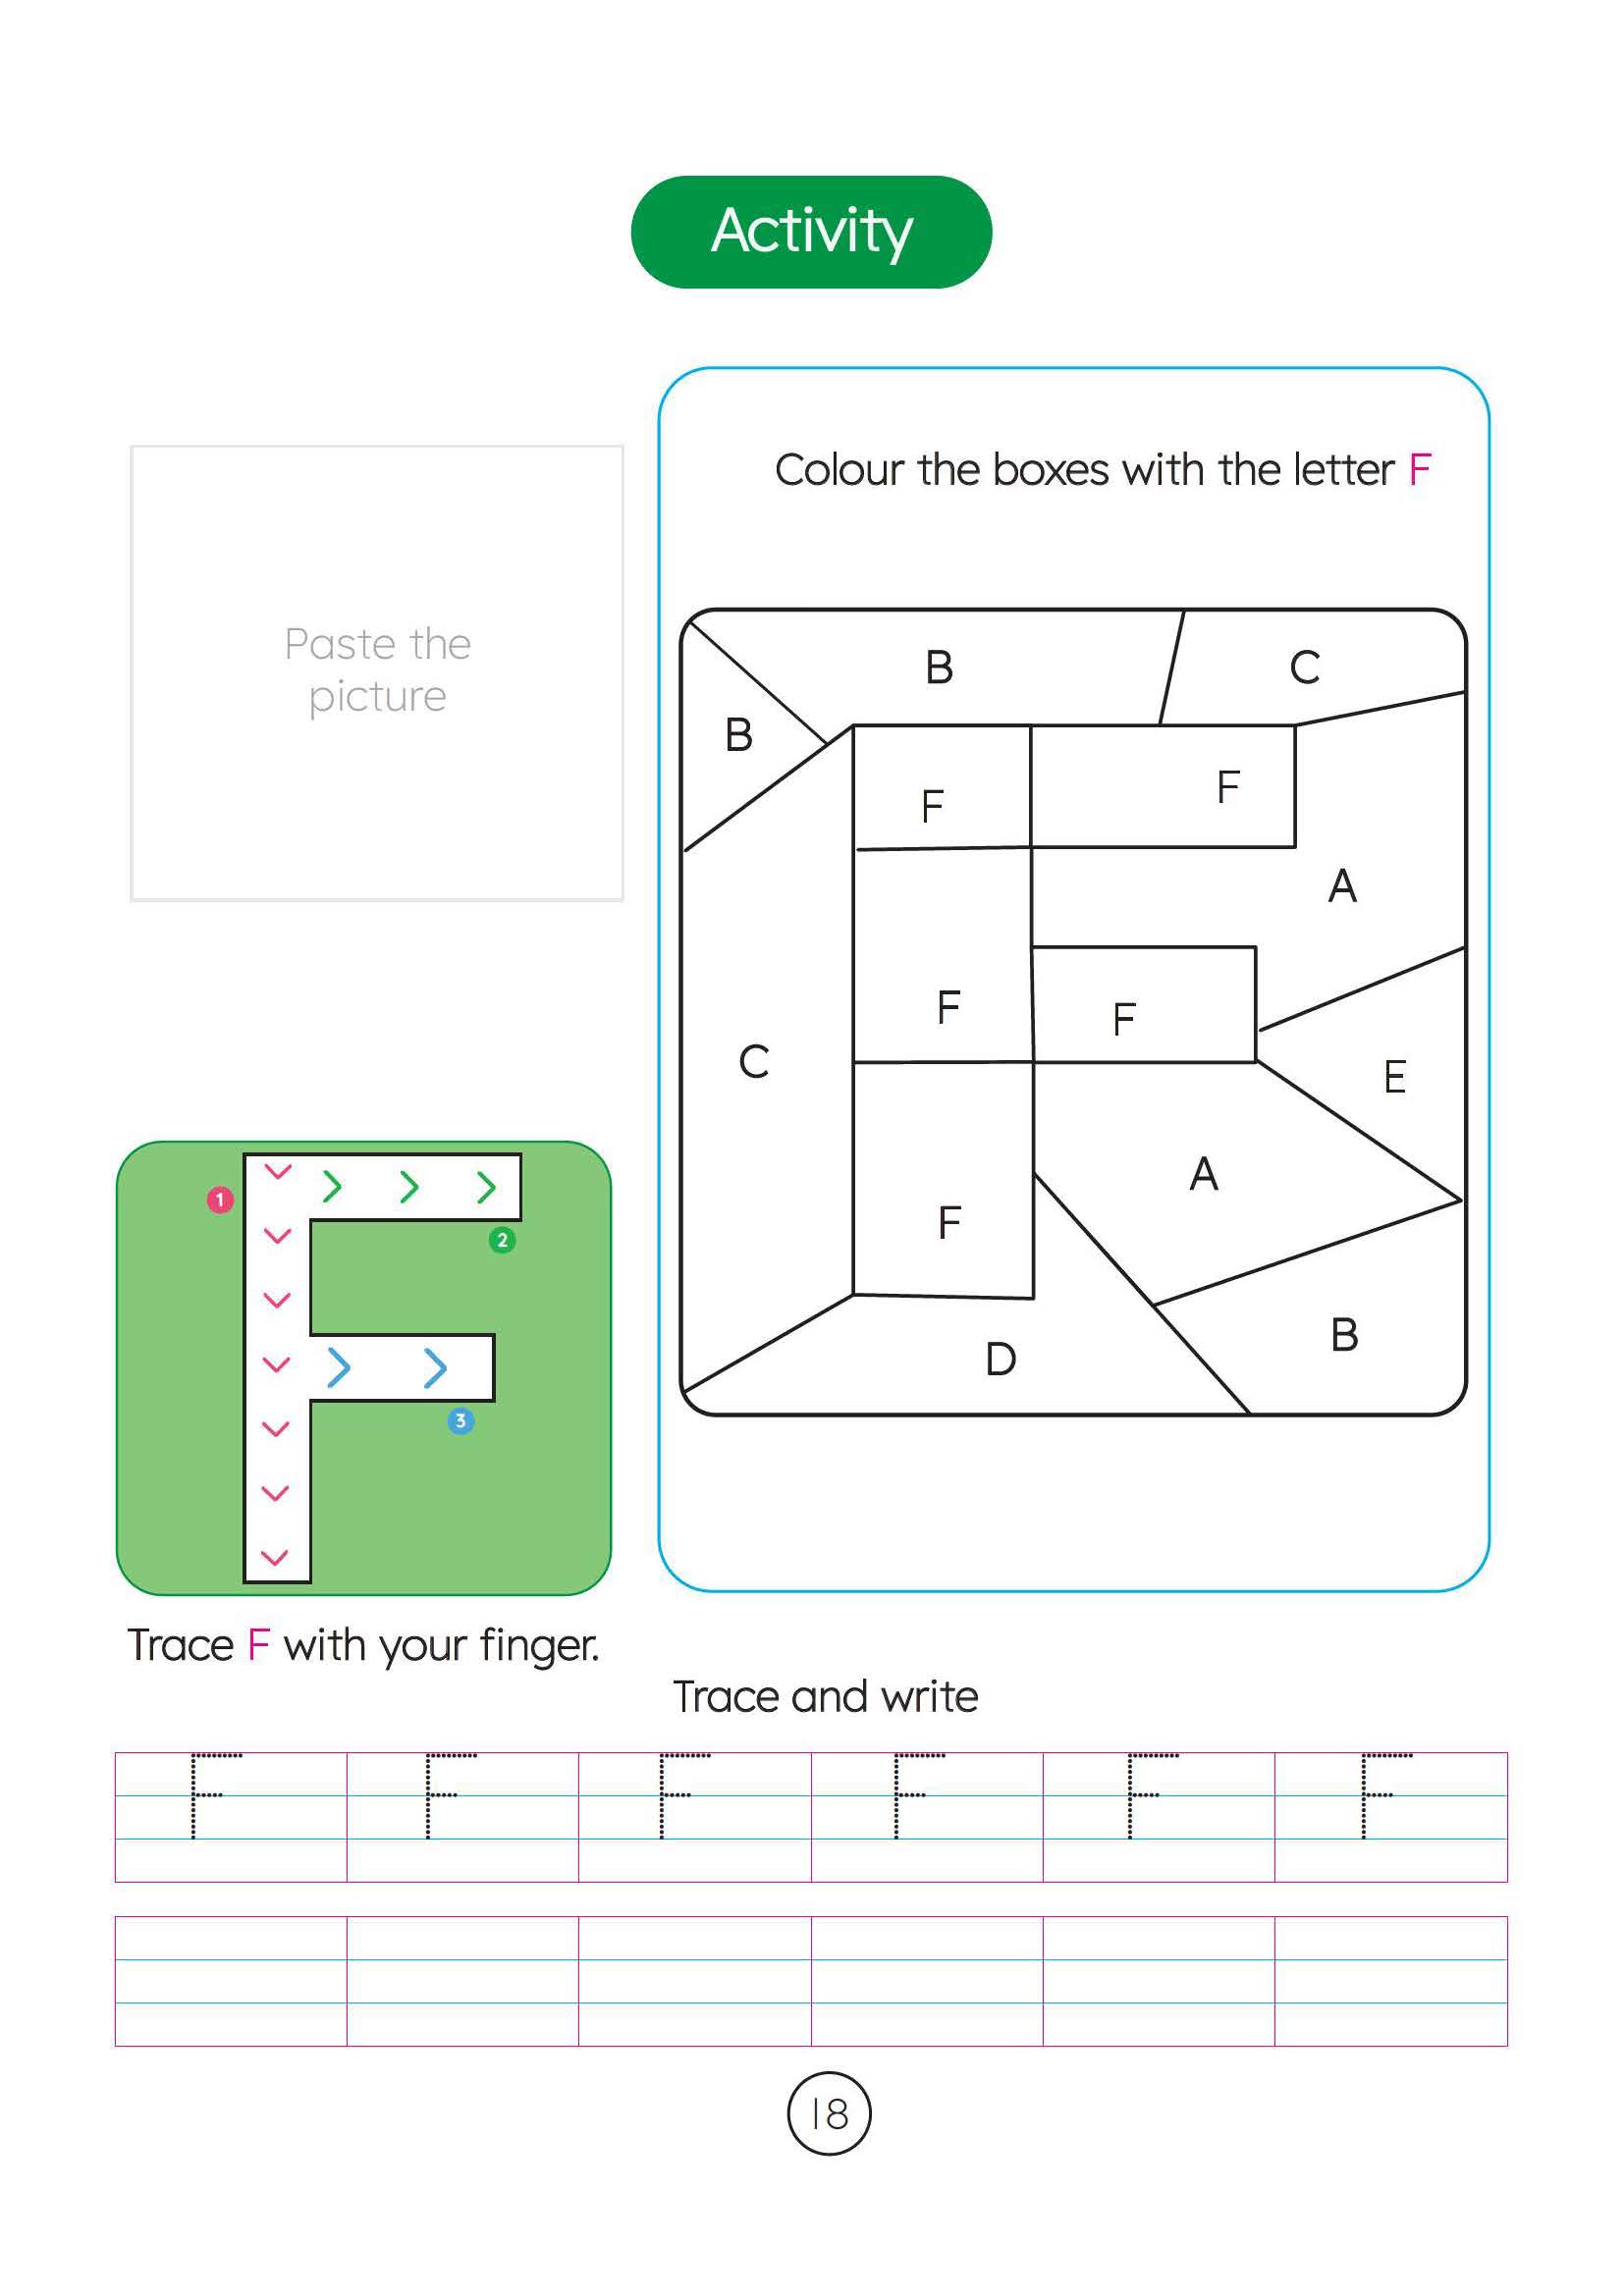 Activity
Paste the
picture
Colour the boxes with the letter F
B
C
B
F
F
A
F
F
C
E
A
F
B
D
1
2
3
Trace F with your finger.
Trace and write
F F F F F F
18